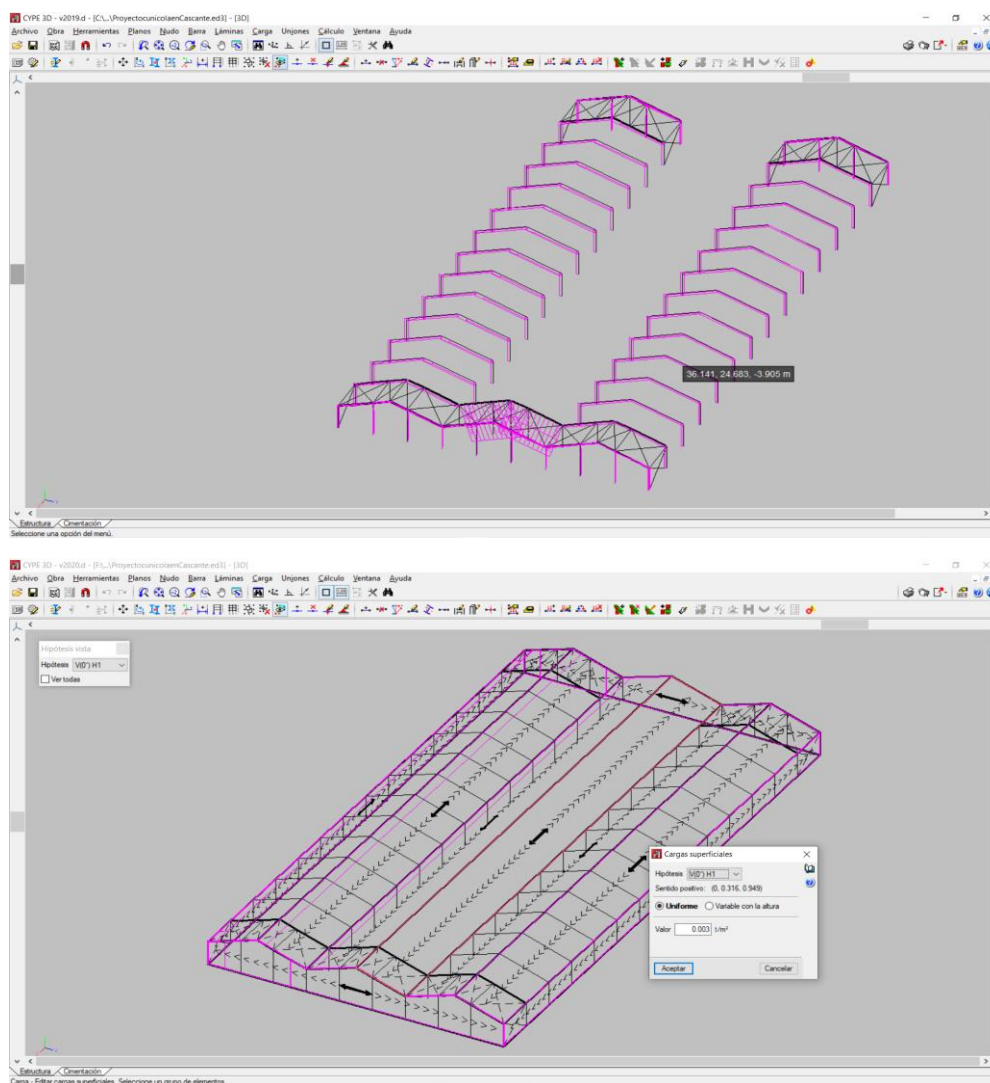 CYPE 3D - v2019.d - [C:\...\ProyectocunicolaenCascante.ed3] - [3D]
Archivo Obra Herramientas Planos Nudo Barra Láminas Carga Uniones Cálculo Ventana Ayuda
36.141, 24.683, -3.905 m
Estructura Cimentación
Seleccione una opción del menú.
CYPE 3D - v2020.d - [F:\...\ProyectocunicolaenCascante.ed3] - [3D]
Archivo Obra Herramientas Planos Nudo Barra Láminas Carga Uniones Cálculo Ventana Ayuda
Hipótesis vista
Hipótesis V(0°) H1
Ver todas
Cargas superficiales
Hipótesis V(0°) H1
Sentido positivo: (0, 0.316, 0.949)
Uniforme Variable con la altura
Valor 0.003 t/m²
Aceptar Cancelar
Estructura Cimentación
Carga - Editar cargas superficiales. Seleccione un grupo de elementos.